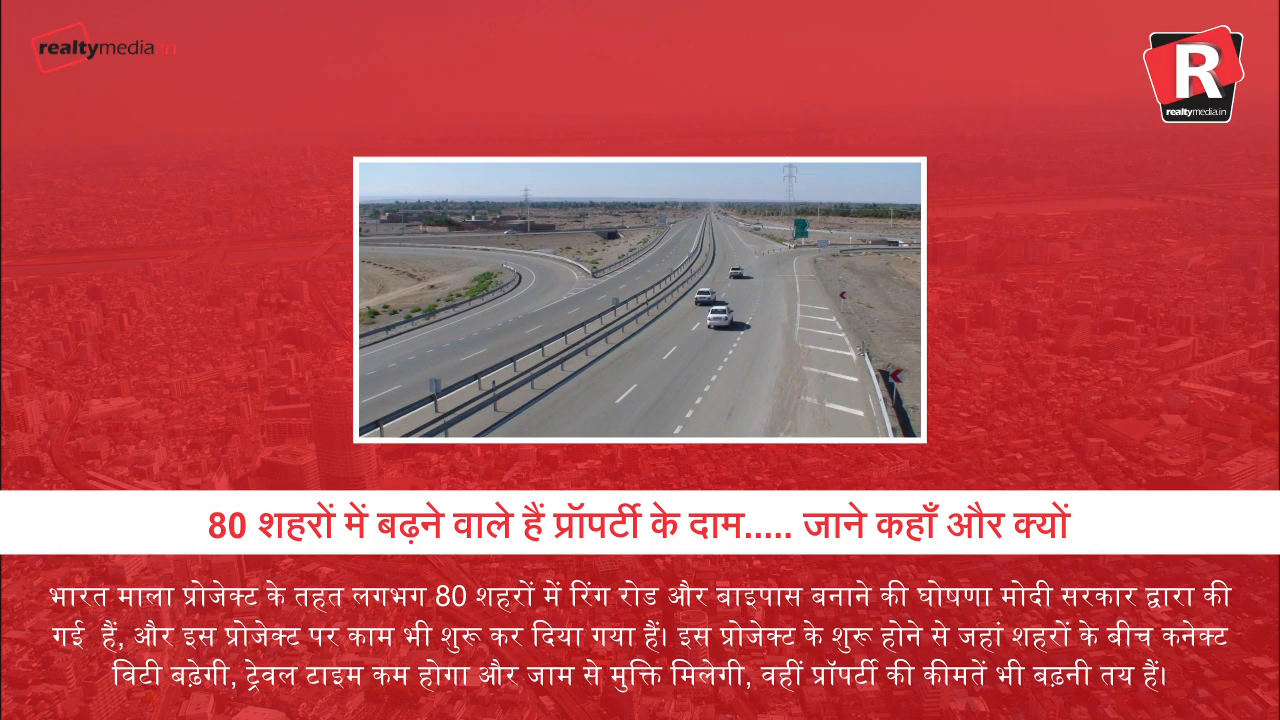 realtymedia.in
R
realtymedia.in
80 शहरों में बढ़ने वाले हैं प्रॉपर्टी के दाम..... जाने कहाँ और क्यों
भारत माला प्रोजेक्ट के तहत लगभग 80 शहरों में रिंग रोड और बाइपास बनाने की घोषणा मोदी सरकार द्वारा की
गई हैं, और इस प्रोजेक्ट पर काम भी शुरू कर दिया गया हैं। इस प्रोजेक्ट के शुरू होने से जहां शहरों के बीच कनेक्ट
विटी बढ़ेगी, ट्रेवल टाइम कम होगा और जाम से मुक्ति मिलेगी, वहीं प्रॉपर्टी की कीमतें भी बढ़नी तय हैं।